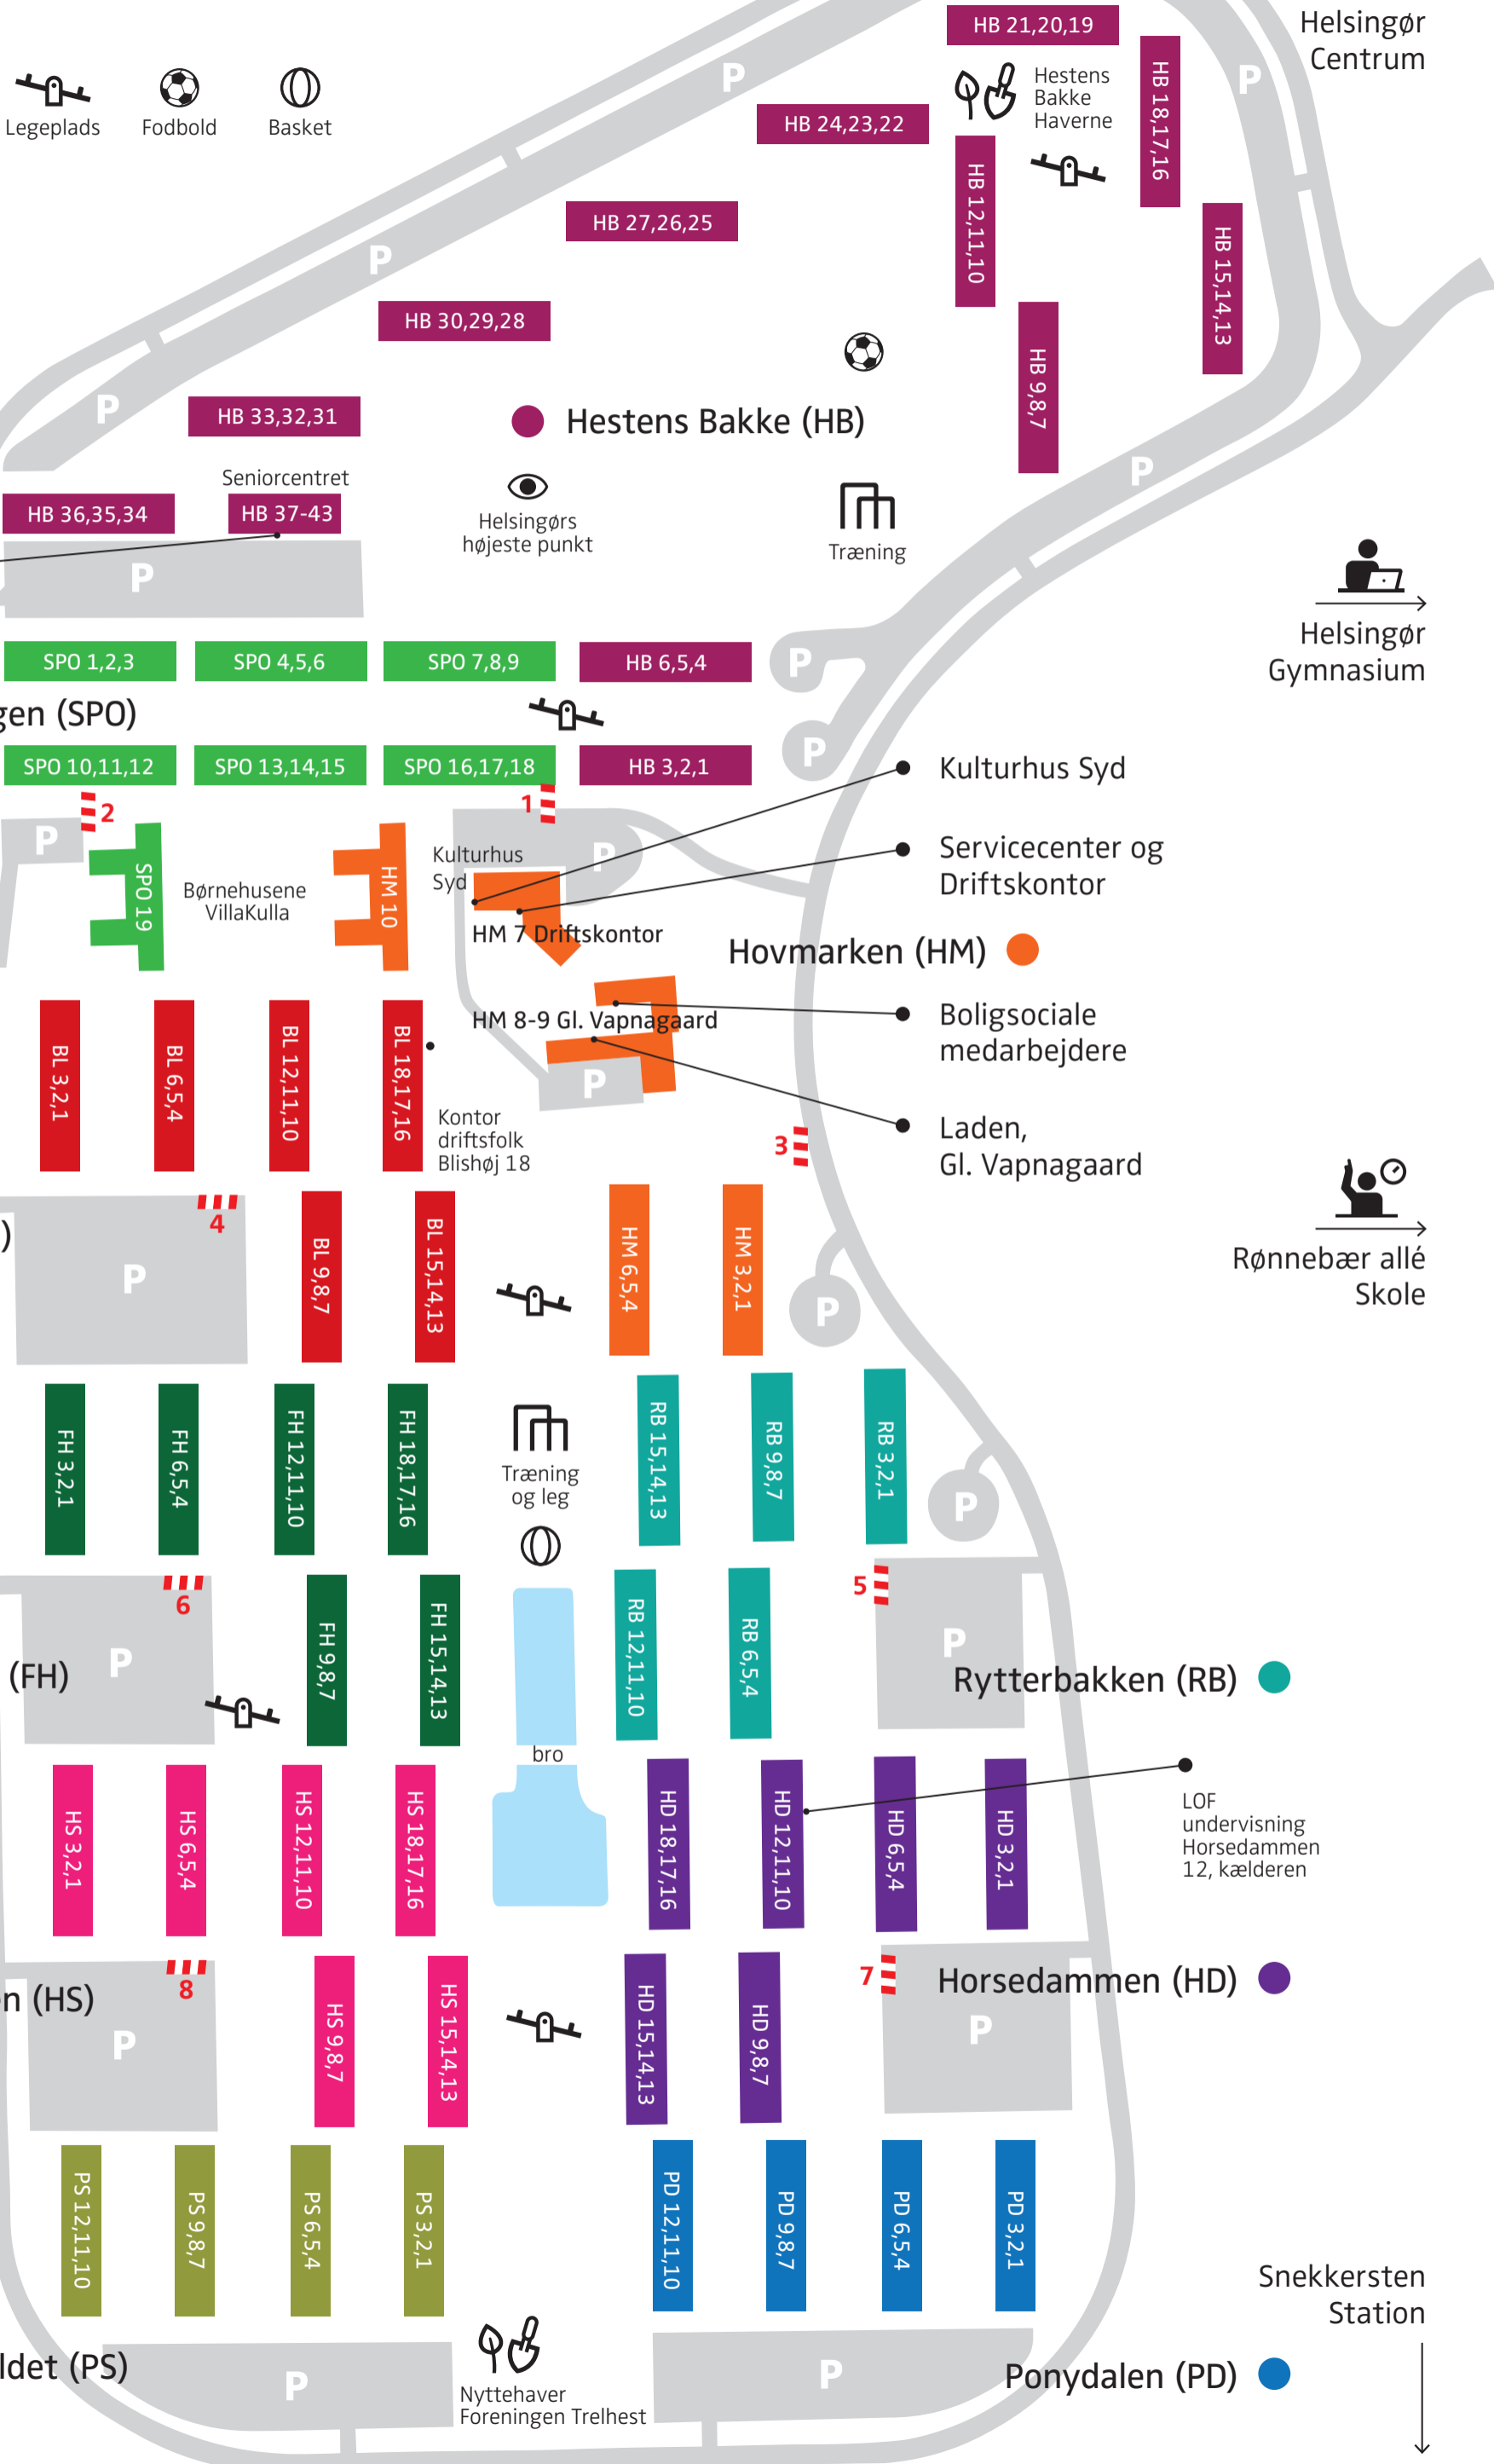 Legeplads
Fodbold
Basket
P
HB 21,20,19
Helsingør
Centrum
P
HB 24,23,22
Hestens
Bakke
Haverne
HB 18,17,16
HB 12,11,10
HB 27,26,25
HB 15,14,13
P
HB 30,29,28
HB 9,8,7
P
HB 33,32,31
Hestens Bakke (HB)
P
Seniorcentret
HB 36,35,34
HB 37-43
Helsingørs
højeste punkt
Træning
P
Helsingør
Gymnasium
SPO 1,2,3
SPO 4,5,6
SPO 7,8,9
HB 6,5,4
P
gen (SPO)
SPO 10,11,12
SPO 13,14,15
SPO 16,17,18
HB 3,2,1
P
Kulturhus Syd
2
1
P
SPO 19
Børnehusene
VillaKulla
HM 10
Kulturhus
Syd
P
Servicecenter og
Driftskontor
HM 7 Driftskontor
Hovmarken (HM)
HM 8-9 Gl. Vapnagaard
Boligsociale
medarbejdere
BL 3,2,1
BL 6,5,4
BL 12,11,10
BL 18,17,16
P
Kontor
driftsfolk
Blishøj 18
3
Laden,
Gl. Vapnagaard
)
4
P
BL 9,8,7
BL 15,14,13
HM 6,5,4
HM 3,2,1
P
Rønnebær allé
Skole
FH 3,2,1
FH 6,5,4
FH 12,11,10
FH 18,17,16
Træning
og leg
RB 15,14,13
RB 9,8,7
RB 3,2,1
P
6
5
(FH)
P
FH 9,8,7
FH 15,14,13
RB 12,11,10
RB 6,5,4
P
Rytterbakken (RB)
bro
HS 3,2,1
HS 6,5,4
HS 12,11,10
HS 18,17,16
HD 18,17,16
HD 12,11,10
HD 6,5,4
HD 3,2,1
LOF
undervisning
Horsedammen
12, kælderen
8
7
n (HS)
P
HS 9,8,7
HS 15,14,13
HD 15,14,13
HD 9,8,7
P
Horsedammen (HD)
PS 12,11,10
PS 9,8,7
PS 6,5,4
PS 3,2,1
PD 12,11,10
PD 9,8,7
PD 6,5,4
PD 3,2,1
Snekkersten
Station
ldet (PS)
P
Nyttehaver
Foreningen Trelhest
P
Ponydalen (PD)